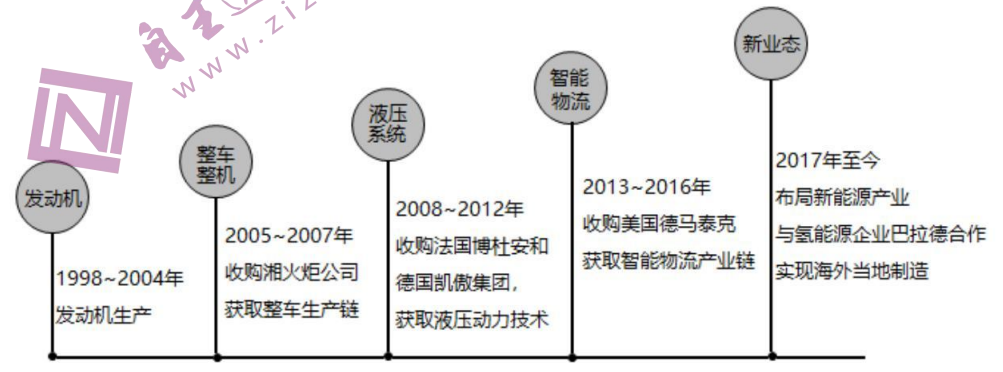 www.ziz
发动机
1998~2004年
发动机生产
整车
整机
2005~2007年
收购湘火炬公司
获取整车生产链
液压
系统
2008~2012年
收购法国博杜安和
德国凯傲集团，
获取液压动力技术
智能
物流
2013~2016年
收购美国德马泰克
获取智能物流产业链
新业态
2017年至今
布局新能源产业
与氢能源企业巴拉德合作
实现海外当地制造